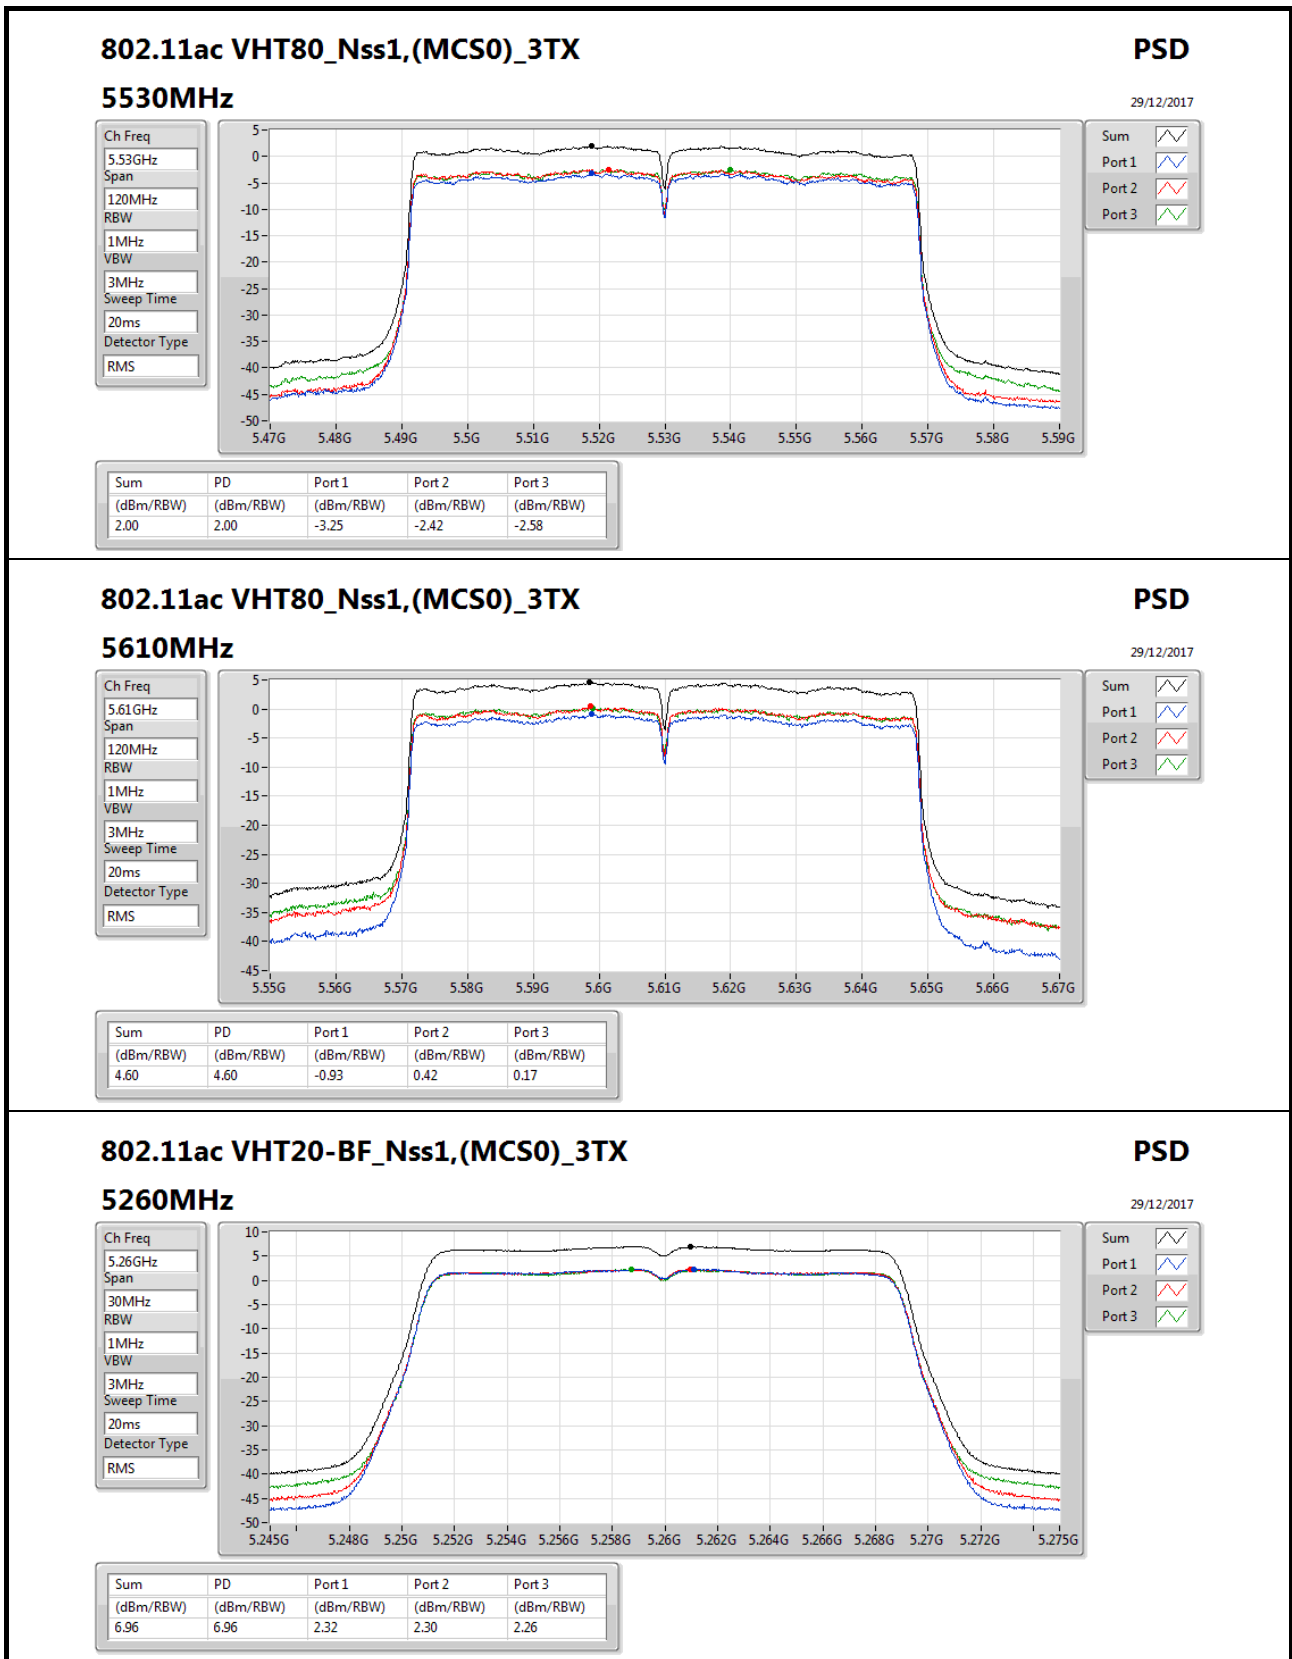 802.11ac VHT80_Nss1,(MCS0)_3TX PSD
5530MHz 29/12/2017
Ch Freq
5.53GHz
Span
120MHz
RBW
1MHz
VBW
3MHz
Sweep Time
20ms
Detector Type
RMS
5
0
-5
-10
-15
-20
-25
-30
-35
-40
-45
-50
5.47G 5.48G 5.49G 5.5G 5.51G 5.52G 5.53G 5.54G 5.55G 5.56G 5.57G 5.58G 5.59G
Sum
Port 1
Port 2
Port 3
Sum PD Port 1 Port 2 Port 3
(dBm/RBW) (dBm/RBW) (dBm/RBW) (dBm/RBW) (dBm/RBW)
2.00 2.00 -3.25 -2.42 -2.58
802.11ac VHT80_Nss1,(MCS0)_3TX PSD
5610MHz 29/12/2017
Ch Freq
5.61GHz
Span
120MHz
RBW
1MHz
VBW
3MHz
Sweep Time
20ms
Detector Type
RMS
5
0
-5
-10
-15
-20
-25
-30
-35
-40
-45
5.55G 5.56G 5.57G 5.58G 5.59G 5.6G 5.61G 5.62G 5.63G 5.64G 5.65G 5.66G 5.67G
Sum
Port 1
Port 2
Port 3
Sum PD Port 1 Port 2 Port 3
(dBm/RBW) (dBm/RBW) (dBm/RBW) (dBm/RBW) (dBm/RBW)
4.60 4.60 -0.93 0.42 0.17
802.11ac VHT20-BF_Nss1,(MCS0)_3TX PSD
5260MHz 29/12/2017
Ch Freq
5.26GHz
Span
30MHz
RBW
1MHz
VBW
3MHz
Sweep Time
20ms
Detector Type
RMS
10
5
0
-5
-10
-15
-20
-25
-30
-35
-40
-45
-50
5.245G 5.248G 5.25G 5.252G 5.254G 5.256G 5.258G 5.26G 5.262G 5.264G 5.266G 5.268G 5.27G 5.272G 5.275G
Sum
Port 1
Port 2
Port 3
Sum PD Port 1 Port 2 Port 3
(dBm/RBW) (dBm/RBW) (dBm/RBW) (dBm/RBW) (dBm/RBW)
6.96 6.96 2.32 2.30 2.26